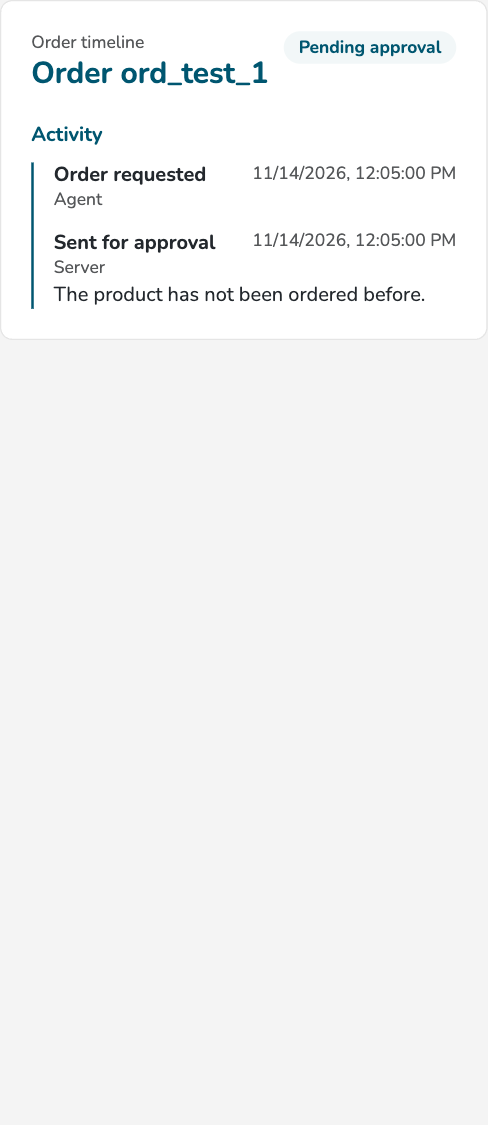 Order timeline
Pending approval
Order ord_test_1
Activity
Order requested
11/14/2026, 12:05:00 PM
Agent
Sent for approval
11/14/2026, 12:05:00 PM
Server
The product has not been ordered before.